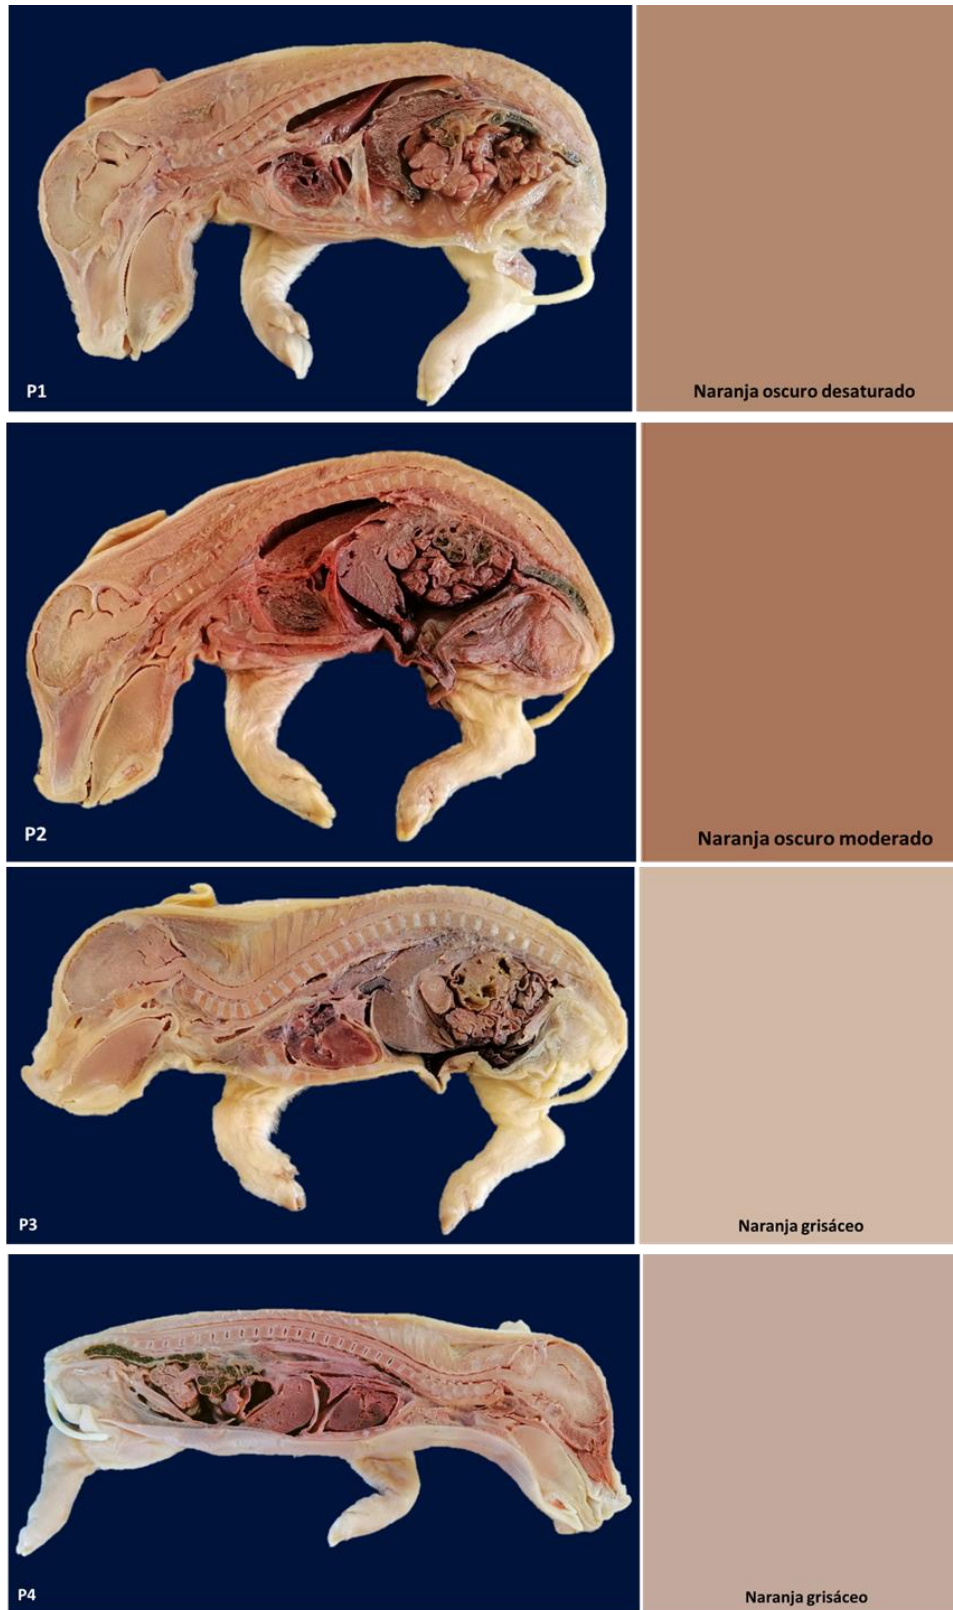 P1
Naranja oscuro desaturado
P2
Naranja oscuro moderado
P3
Naranja grisáceo
P4
Naranja grisáceo